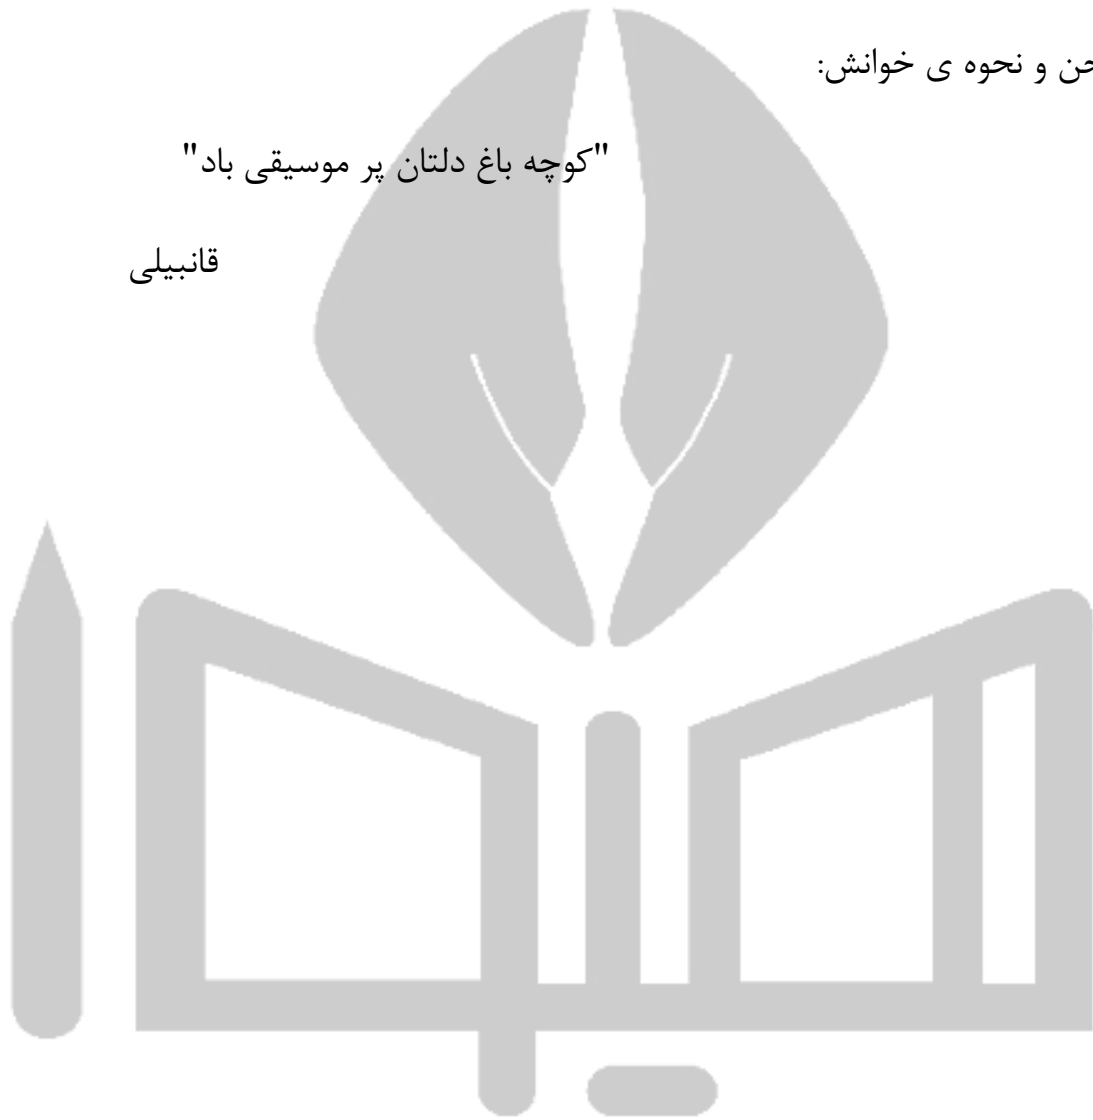 و نحوه ی خوانش:
"کوچه باغ دلتان پر موسیقی باد"
قانبیلی